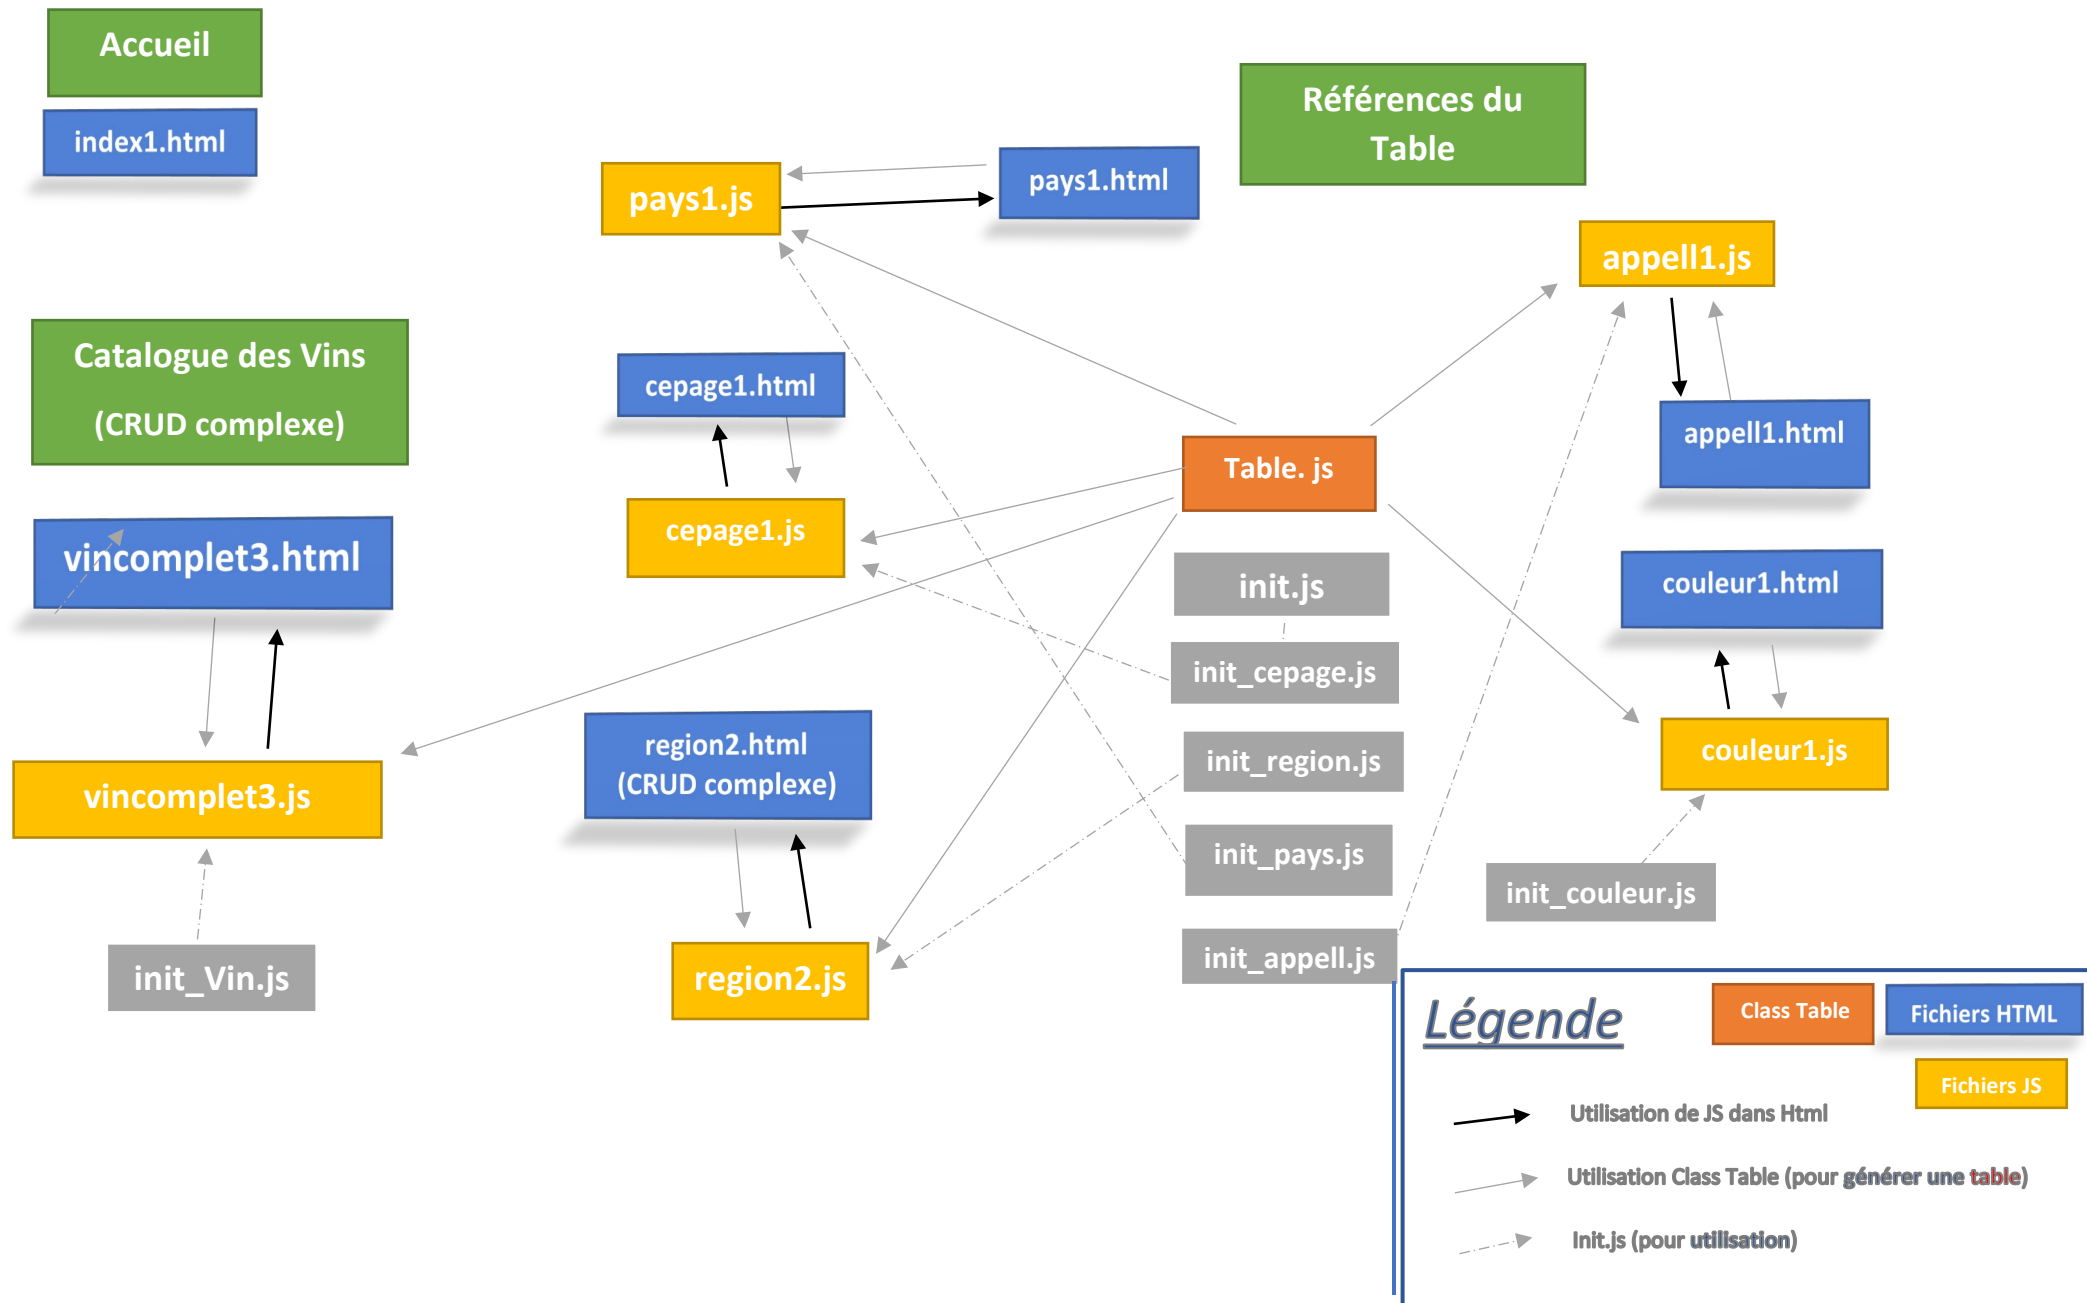 Accueil
index1.html
Références du
Table
pays1.js
pays1.html
appell1.js
Catalogue des Vins
(CRUD complexe)
cepage1.html
appell1.html
Table. js
cepage1.js
vincomplet3.html
init.js
couleur1.html
init_cepage.js
region2.html
(CRUD complexe)
init_region.js
couleur1.js
vincomplet3.js
init_pays.js
init_couleur.js
init_appell.js
init_Vin.js
region2.js
Légende
Class Table
Fichiers HTML
Fichiers JS
Utilisation de JS dans Html
Utilisation Class Table (pour générer une table)
Init.js (pour utilisation)